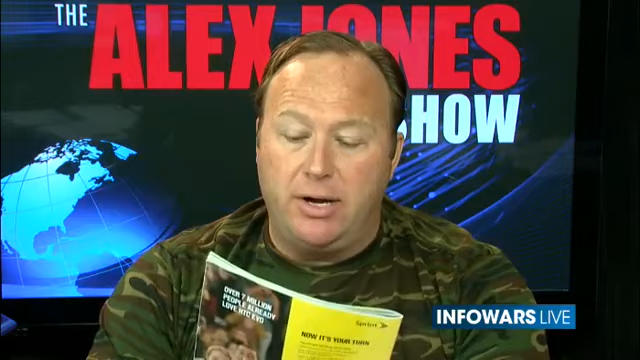 THE
ALEX JONES
SHOW
OVER 7 MILLION
PEOPLE ALREADY
LOVE HTC EVO
Sprint
NOW IT'S YOUR TURN
INFOWARS LIVE